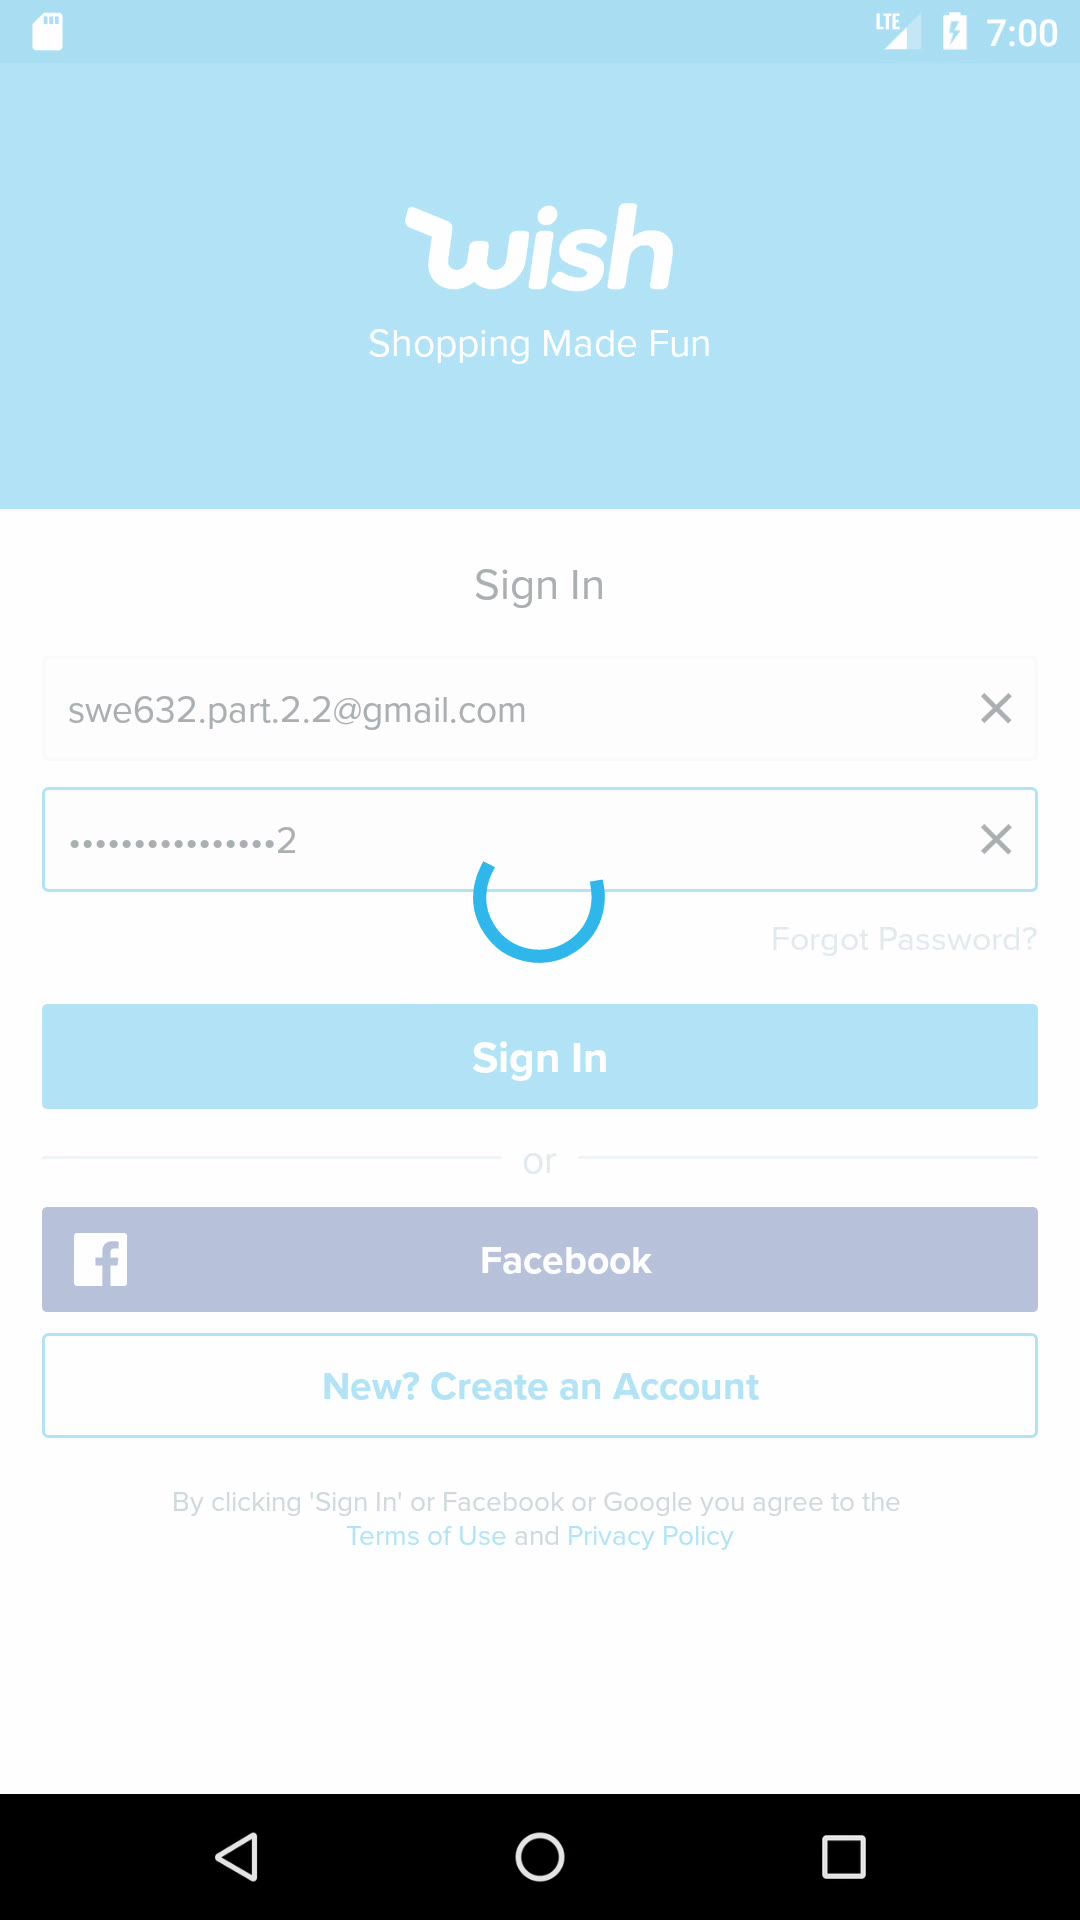 LTE 7:00
wish
Shopping Made Fun
Sign In
swe632.part.2.2@gmail.com
••••••••••••••••2
Forgot Password?
Sign In
or
Facebook
New? Create an Account
By clicking 'Sign In' or Facebook or Google you agree to the
Terms of Use and Privacy Policy